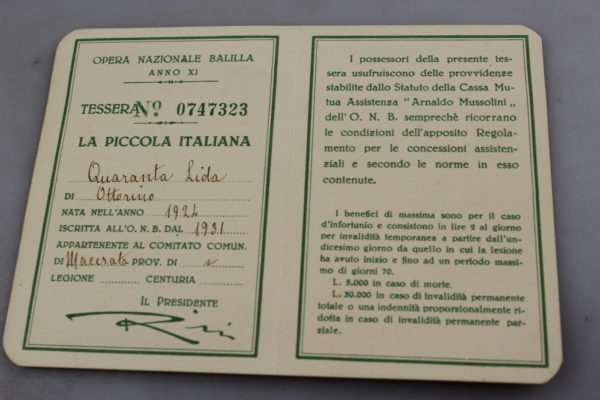 OPERA NAZIONALE BALILLA
ANNO XI
TESSERA No. 0747323
LA PICCOLA ITALIANA
Quaranta Lida
DI Ottorino
NATA NELL'ANNO 1924
ISCRITTA ALL'O. N. B. DAL 1931
APPARTENENTE AL COMITATO COMUN.
DI Macerata PROV. DI
LEGIONE CENTURIA
IL PRESIDENTE
I possessori della presente tes-
sera usufruiscono delle provvidenze
stabilite dallo Statuto della Cassa Mu-
tua Assistenza "Arnaldo Mussolini„
dell'O. N. B. semprechè ricorrano
le condizioni dell'apposito Regola-
mento per le concessioni assisten-
ziali e secondo le norme in esso
contenute.
I benefici di massima sono per il caso
d'infortunio e consistono in lire 2 al giorno
per invalidità temporanea a partire dall'un-
dicesimo giorno da quello in cui la lesione
ha avuto inizio e fino ad un periodo massi-
mo di giorni 70.
L. 5.000 in caso di morte.
L. 30.000 in caso di invalidità permanente
totale o una indennità proporzionalmente ri-
dotta in caso di invalidità permanente par-
ziale.